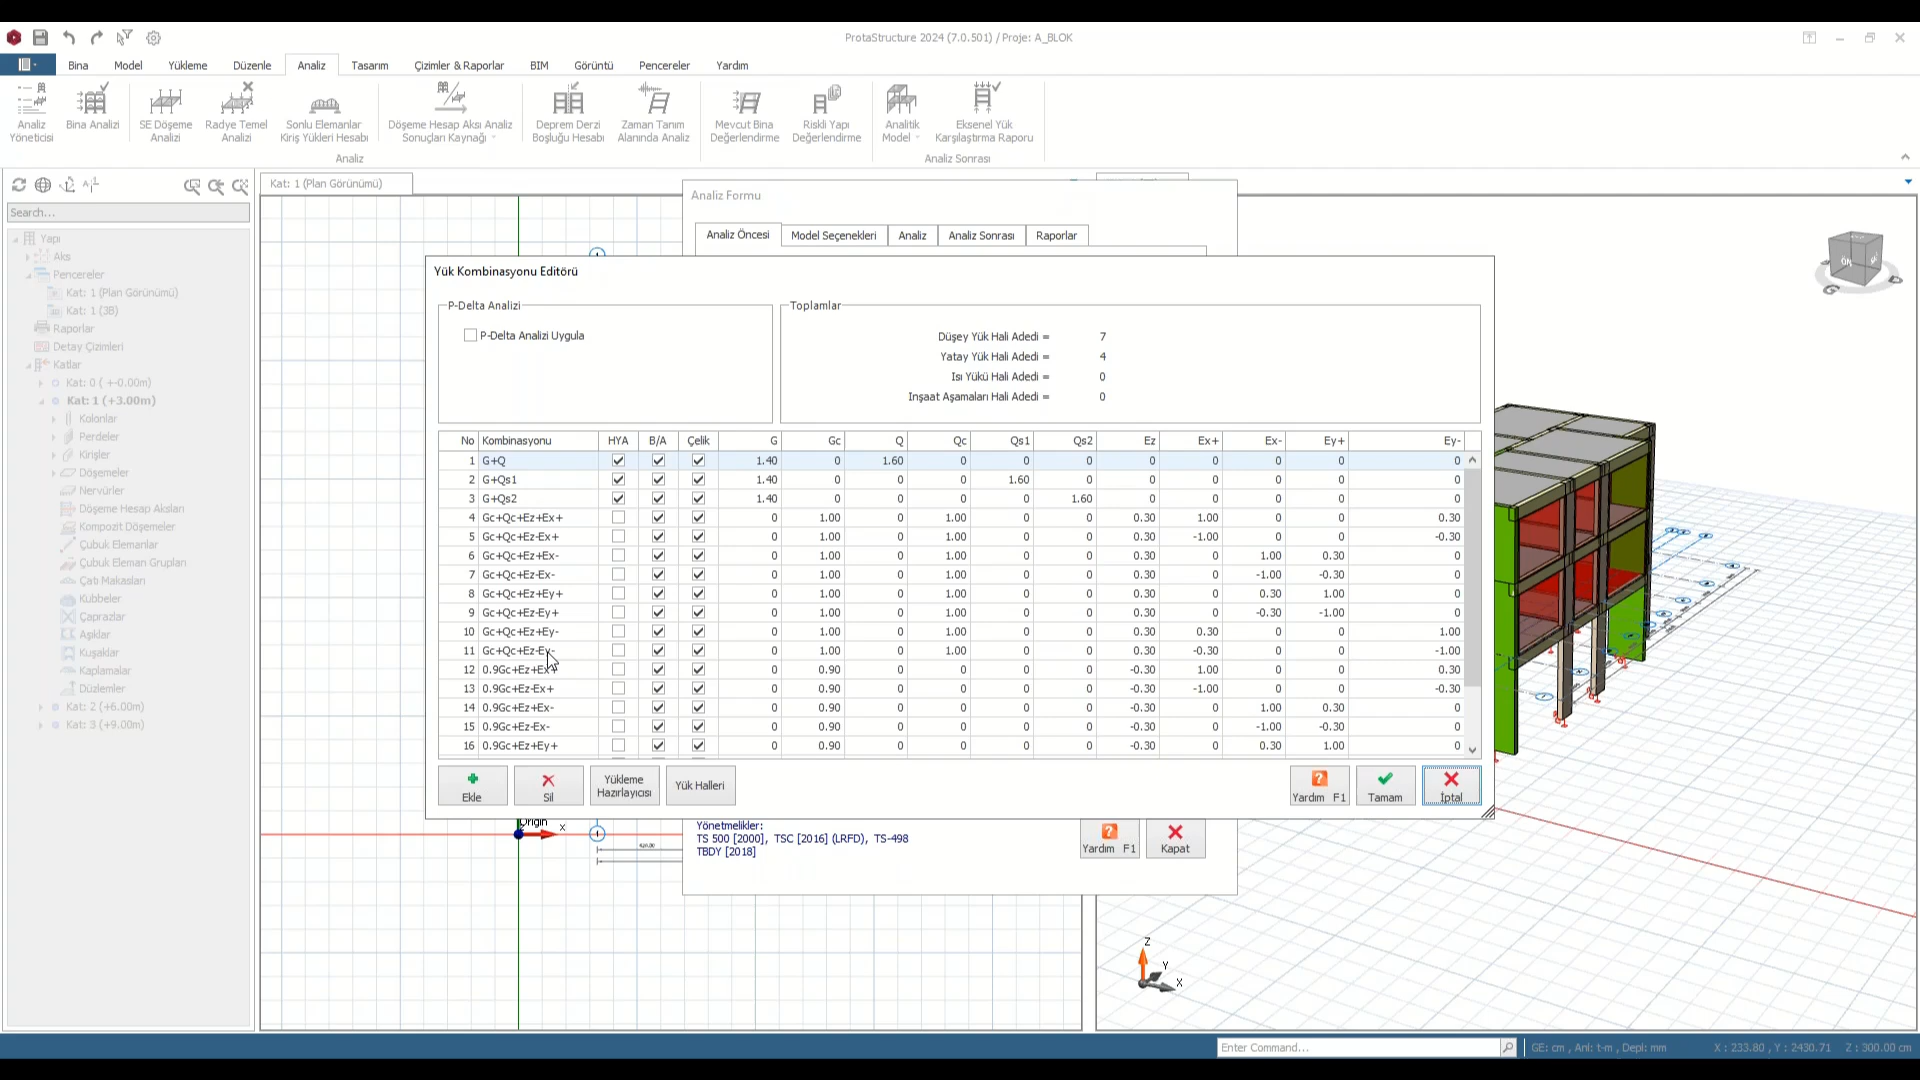 ProtaStructure 2024 (7.0.501) / Proje: A_BLOK
Bina Model Yükleme Düzenle Analiz Tasarım Çizimler & Raporlar BIM Görüntü Pencereler Yardım
Analiz Yöneticisi
Bina Analizi
SE Döşeme Analizi
Radye Temel Analizi
Sonlu Elemanlar Kiriş Yükleri Hesabı
Döşeme Hesap Aksı Analiz Sonuçları Kaynağı
Deprem Derzi Boşluğu Hesabı
Zaman Tanım Alanında Analiz
Mevcut Bina Değerlendirme
Riskli Yapı Değerlendirme
Analitik Model
Eksenel Yük Karşılaştırma Raporu
Analiz
Analiz Sonrası
Search...
Yapı
Aks
Pencereler
Kat: 1 (Plan Görünümü)
Kat: 1 (3B)
Raporlar
Detay Çizimleri
Katlar
Kat: 0 ( +-0.00m)
Kat: 1 (+3.00m)
Kolonlar
Perdeler
Kirişler
Döşemeler
Nervürler
Döşeme Hesap Aksları
Kompozit Döşemeler
Çubuk Elemanlar
Çubuk Eleman Grupları
Çatı Makasları
Kubbeler
Çaprazlar
Aşıklar
Kuşaklar
Kaplamalar
Düzlemler
Kat: 2 (+6.00m)
Kat: 3 (+9.00m)
Kat: 1 (Plan Görünümü)
Analiz Formu
Analiz Öncesi Model Seçenekleri Analiz Analiz Sonrası Raporlar
Yük Kombinasyonu Editörü
P-Delta Analizi
P-Delta Analizi Uygula
Toplamlar
Düşey Yük Hali Adedi = 7
Yatay Yük Hali Adedi = 4
Isı Yükü Hali Adedi = 0
Inşaat Aşamaları Hali Adedi = 0
No Kombinasyonu HYA B/A Çelik G Gc Q Qc Qs1 Qs2 Ez Ex+ Ex- Ey+ Ey-
1 G+Q 1.40 0 1.60 0 0 0 0 0 0 0 0
2 G+Qs1 1.40 0 0 0 1.60 0 0 0 0 0 0
3 G+Qs2 1.40 0 0 0 0 1.60 0 0 0 0 0
4 Gc+Qc+Ez+Ex+ 0 1.00 0 1.00 0 0 0.30 1.00 0 0 0.30
5 Gc+Qc+Ez-Ex+ 0 1.00 0 1.00 0 0 0.30 -1.00 0 0 -0.30
6 Gc+Qc+Ez+Ex- 0 1.00 0 1.00 0 0 0.30 0 1.00 0.30 0
7 Gc+Qc+Ez-Ex- 0 1.00 0 1.00 0 0 0.30 0 -1.00 -0.30 0
8 Gc+Qc+Ez+Ey+ 0 1.00 0 1.00 0 0 0.30 0 0.30 1.00 0
9 Gc+Qc+Ez-Ey+ 0 1.00 0 1.00 0 0 0.30 0 -0.30 -1.00 0
10 Gc+Qc+Ez+Ey- 0 1.00 0 1.00 0 0 0.30 0.30 0 0 1.00
11 Gc+Qc+Ez-Ey- 0 1.00 0 1.00 0 0 0.30 -0.30 0 0 -1.00
12 0.9Gc+Ez+Ex+ 0 0.90 0 0 0 0 -0.30 1.00 0 0 0.30
13 0.9Gc+Ez-Ex+ 0 0.90 0 0 0 0 -0.30 -1.00 0 0 -0.30
14 0.9Gc+Ez+Ex- 0 0.90 0 0 0 0 -0.30 0 1.00 0.30 0
15 0.9Gc+Ez-Ex- 0 0.90 0 0 0 0 -0.30 0 -1.00 -0.30 0
16 0.9Gc+Ez+Ey+ 0 0.90 0 0 0 0 -0.30 0 0.30 1.00 0
Ekle
Sil
Yükleme Hazırlayıcısı
Yük Halleri
Yardım F1
Tamam
İptal
Origin
x
Yönetmelikler:
TS 500 [2000], TSC [2016] (LRFD), TS-498
TBDY [2018]
Yardım F1
Kapat
Z
Y
X
Enter Command...
GE: cm , Anl: t-m , Depl: mm
X : 233.80 , Y : 2430.71 Z : 300.00 cm